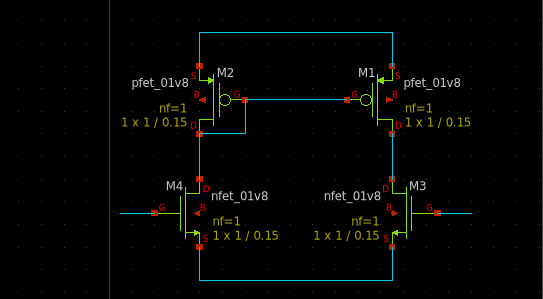 S
M2
M1
S
pfet_01v8
pfet_01v8
B
G
G
B
nf=1
nf=1
1 x 1 / 0.15
1 x 1 / 0.15
D
D
M4
D
D
M3
nfet_01v8
nfet_01v8
G
B
B
G
nf=1
nf=1
1 x 1 / 0.15
1 x 1 / 0.15
S
S